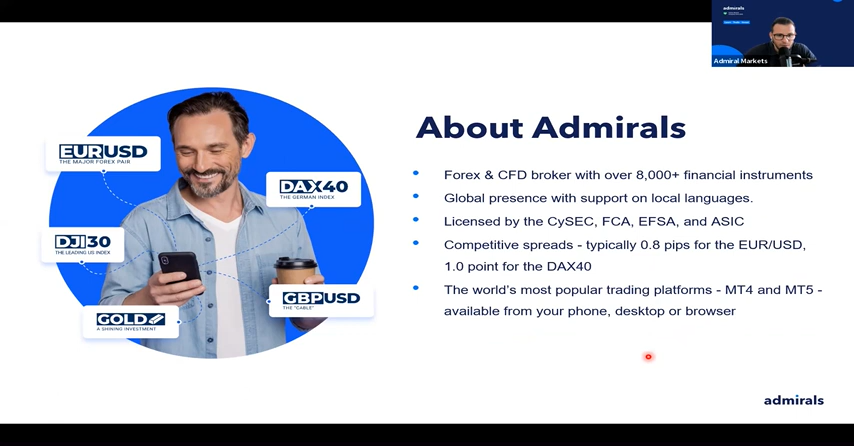 admirals
Admiral Markets
About Admirals
EURUSD
THE MAJOR FOREX PAIR
DAX40
THE GERMAN INDEX
DJI30
THE LEADING US INDEX
GBPUSD
THE "CABLE"
GOLD
A SHINING INVESTMENT
Forex & CFD broker with over 8,000+ financial instruments
Global presence with support on local languages.
Licensed by the CySEC, FCA, EFSA, and ASIC
Competitive spreads - typically 0.8 pips for the EUR/USD,
1.0 point for the DAX40
The world's most popular trading platforms - MT4 and MT5 -
available from your phone, desktop or browser
admirals